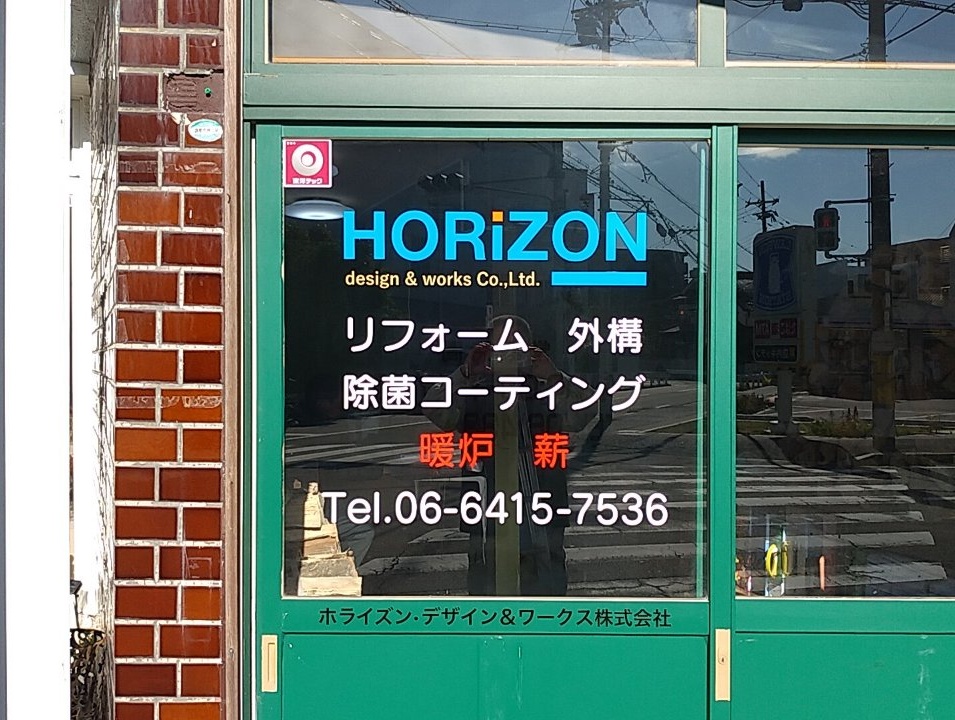 HORiZON
design & works Co.,Ltd.
リフォーム 外構
除菌コーティング
暖炉 薪
Tel.06-6415-7536
ホライズン・デザイン&ワークス株式会社